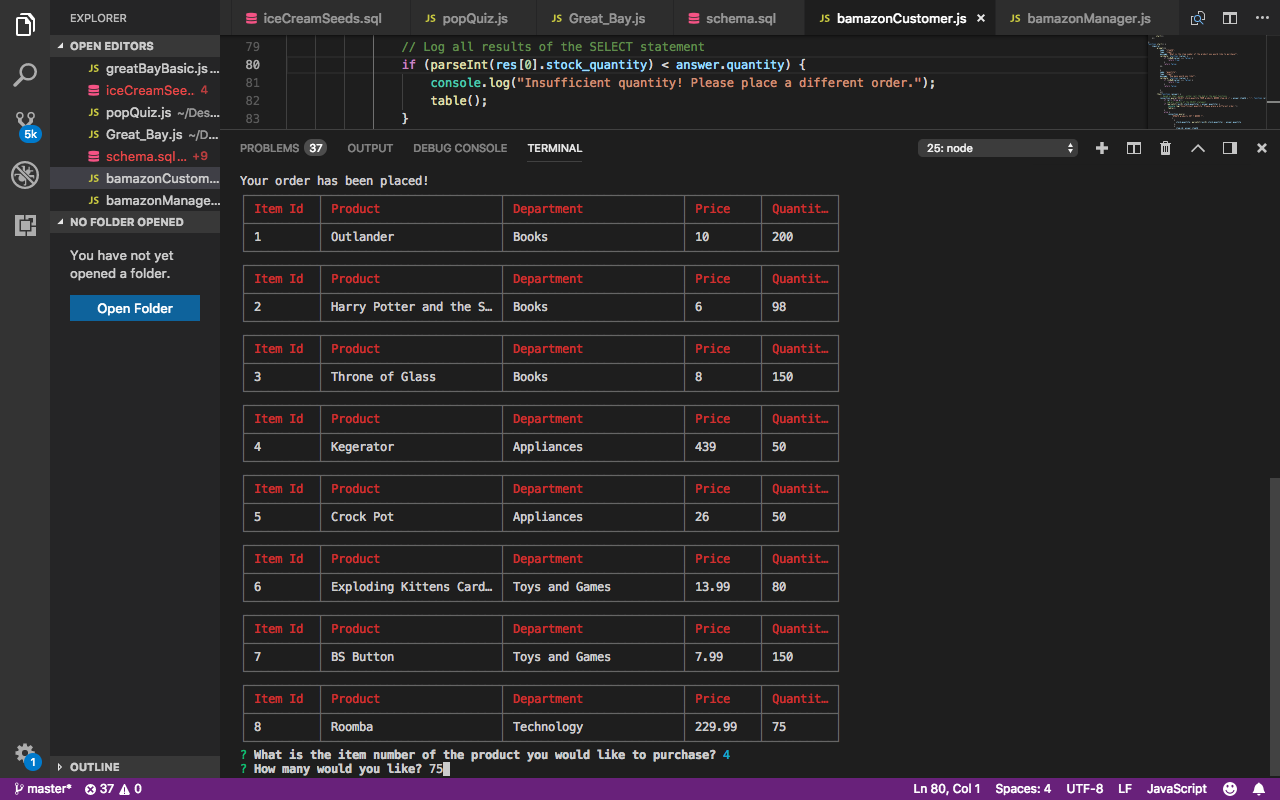 EXPLORER
OPEN EDITORS
JS greatBayBasic.js ...
iceCreamSee... 4
JS popQuiz.js ~/Des...
JS Great_Bay.js ~/D...
schema.sql... +9
JS bamazonCustom...
JS bamazonManage...
NO FOLDER OPENED
You have not yet
opened a folder.
Open Folder
OUTLINE
5k
1
iceCreamSeeds.sql JS popQuiz.js JS Great_Bay.js schema.sql JS bamazonCustomer.js × JS bamazonManager.js
79 // Log all results of the SELECT statement
80 if (parseInt(res[0].stock_quantity) < answer.quantity) {
81 console.log("Insufficient quantity! Please place a different order.");
82 table();
83 }
PROBLEMS 37 OUTPUT DEBUG CONSOLE TERMINAL 25: node
Your order has been placed!
Item Id Product Department Price Quantit…
1 Outlander Books 10 200
Item Id Product Department Price Quantit…
2 Harry Potter and the S… Books 6 98
Item Id Product Department Price Quantit…
3 Throne of Glass Books 8 150
Item Id Product Department Price Quantit…
4 Kegerator Appliances 439 50
Item Id Product Department Price Quantit…
5 Crock Pot Appliances 26 50
Item Id Product Department Price Quantit…
6 Exploding Kittens Card… Toys and Games 13.99 80
Item Id Product Department Price Quantit…
7 BS Button Toys and Games 7.99 150
Item Id Product Department Price Quantit…
8 Roomba Technology 229.99 75
? What is the item number of the product you would like to purchase? 4
? How many would you like? 75
master* 37 0 Ln 80, Col 1 Spaces: 4 UTF-8 LF JavaScript